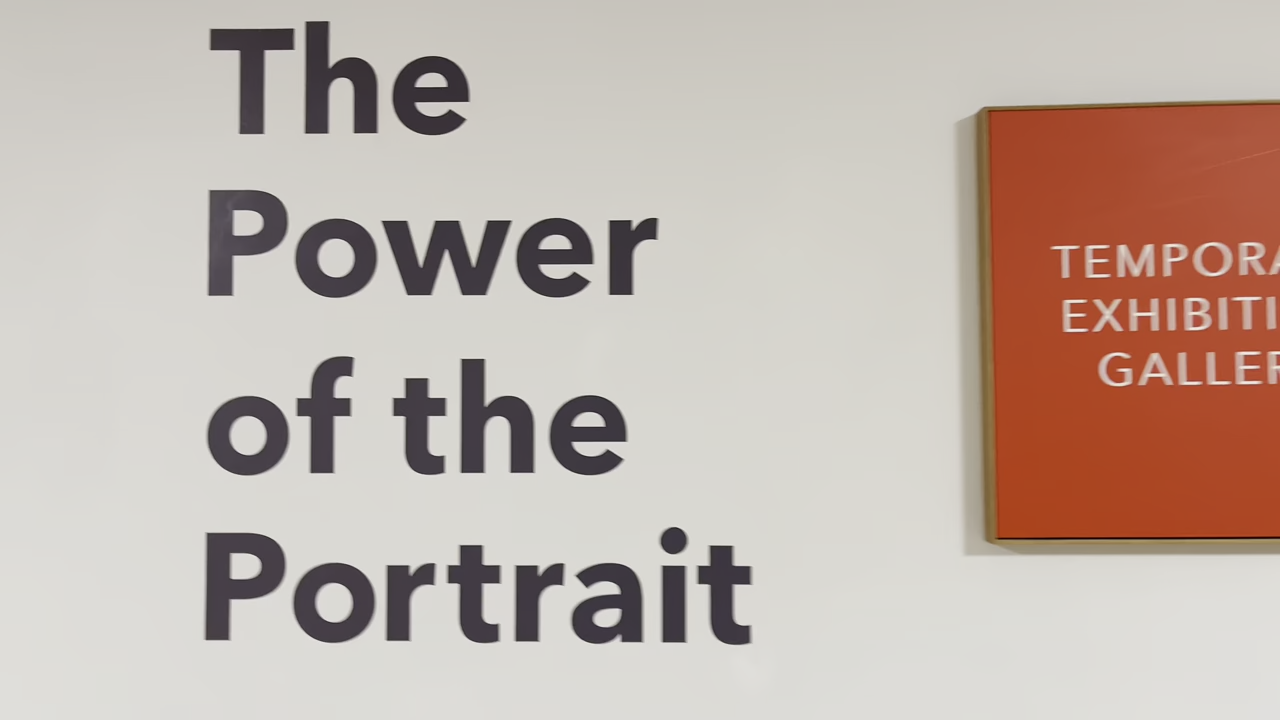 The
Power
of the
Portrait
TEMPORA
EXHIBITI
GALLER